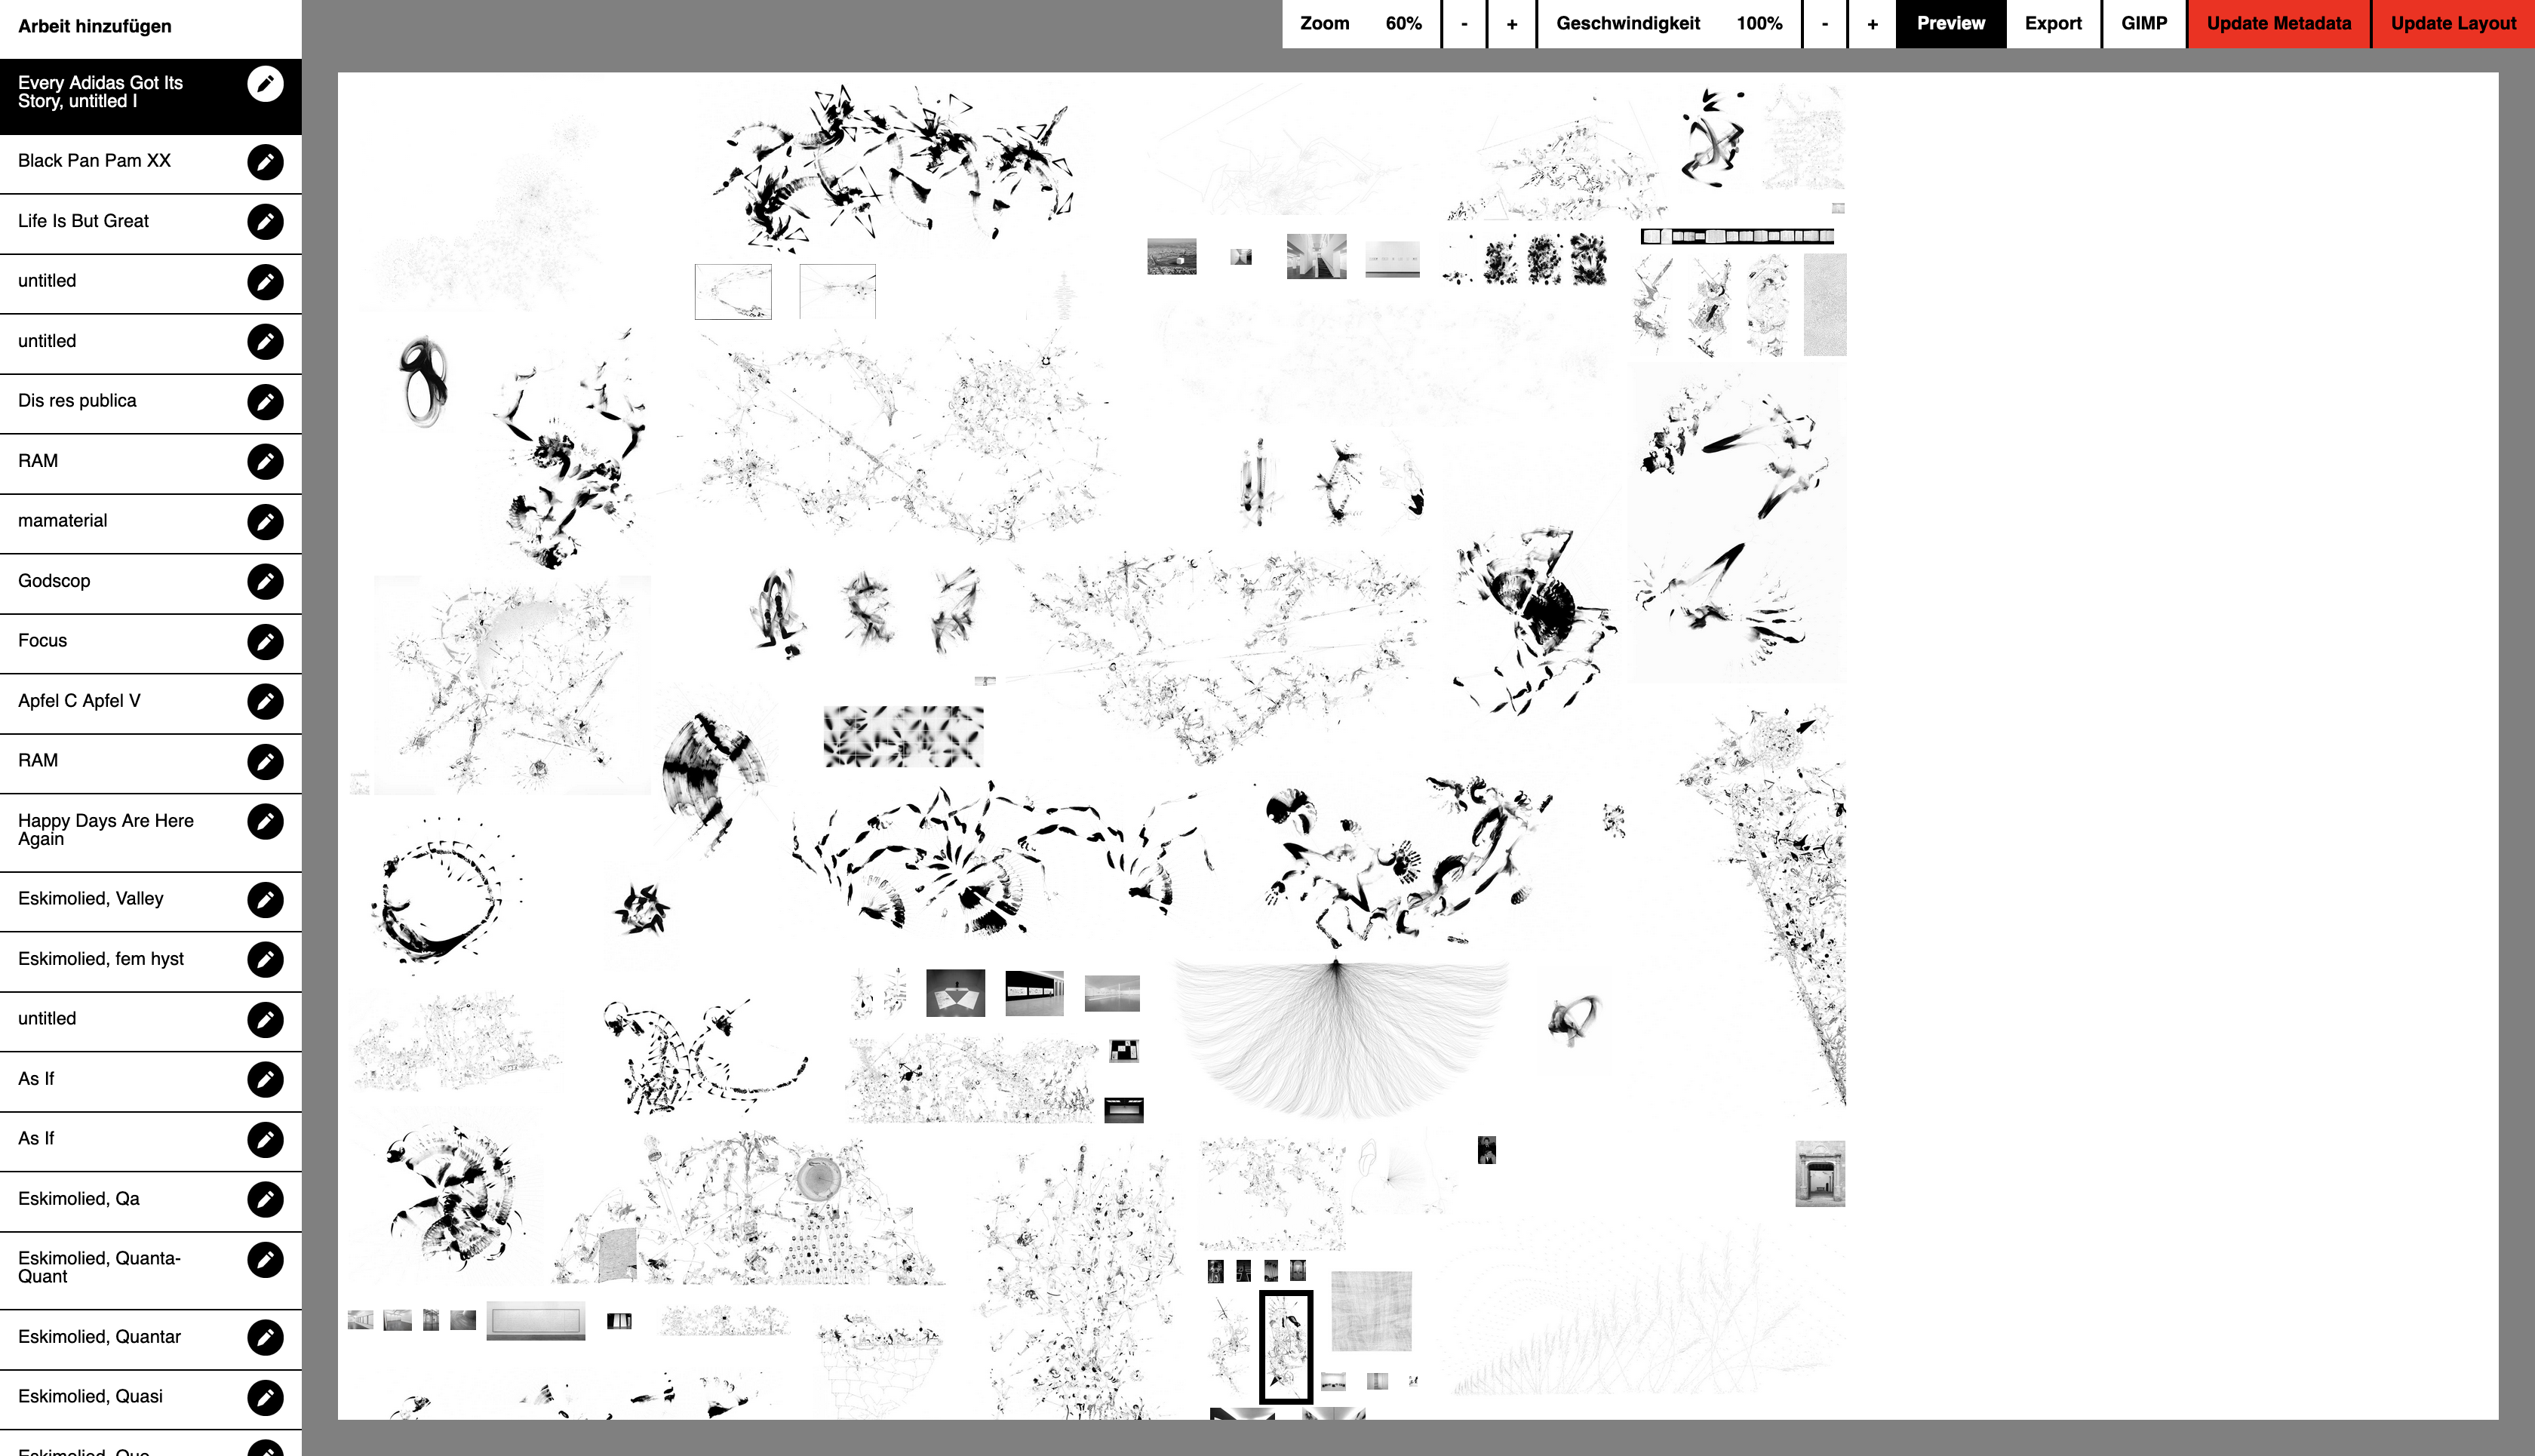 Arbeit hinzufügen
Zoom 60% - + Geschwindigkeit 100% - + Preview Export GIMP Update Metadata Update Layout
Every Adidas Got Its
Story, untitled I
Black Pan Pam XX
Life Is But Great
untitled
untitled
Dis res publica
RAM
mamaterial
Godscop
Focus
Apfel C Apfel V
RAM
Happy Days Are Here
Again
Eskimolied, Valley
Eskimolied, fem hyst
untitled
As If
As If
Eskimolied, Qa
Eskimolied, Quanta-
Quant
Eskimolied, Quantar
Eskimolied, Quasi
Eskimolied, Quo